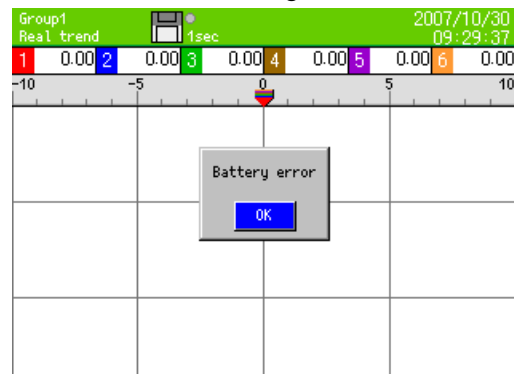 Group1
2007/10/30
Real trend
1sec
09:29:37
1 0.00 2 0.00 3 0.00 4 0.00 5 0.00 6 0.00
-10 -5 0 5 10
Battery error
OK